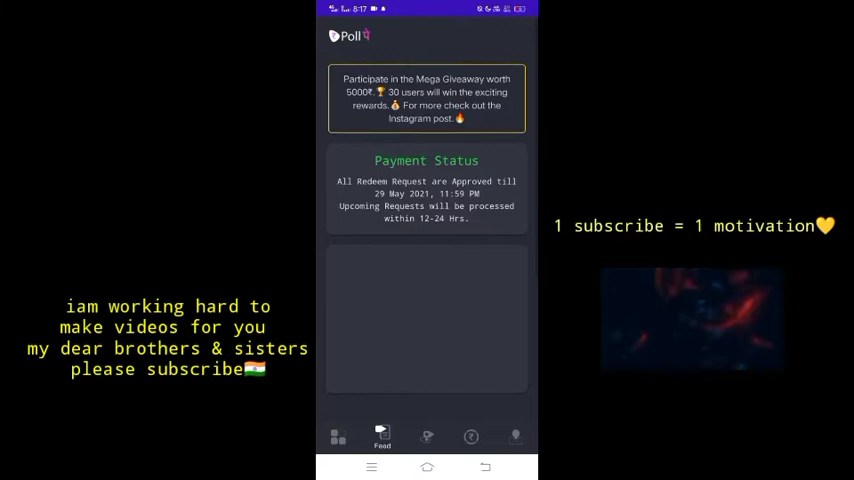 8:17
Poll पे
Participate in the Mega Giveaway worth
5000₹.🏆 30 users will win the exciting
rewards.💰 For more check out the
Instagram post.🔥
Payment Status
All Redeem Request are Approved till
29 May 2021, 11:59 PM
Upcoming Requests will be processed
within 12-24 Hrs.
Feed
iam working hard to
make videos for you
my dear brothers & sisters
please subscribe🇮🇳
1 subscribe = 1 motivation💛